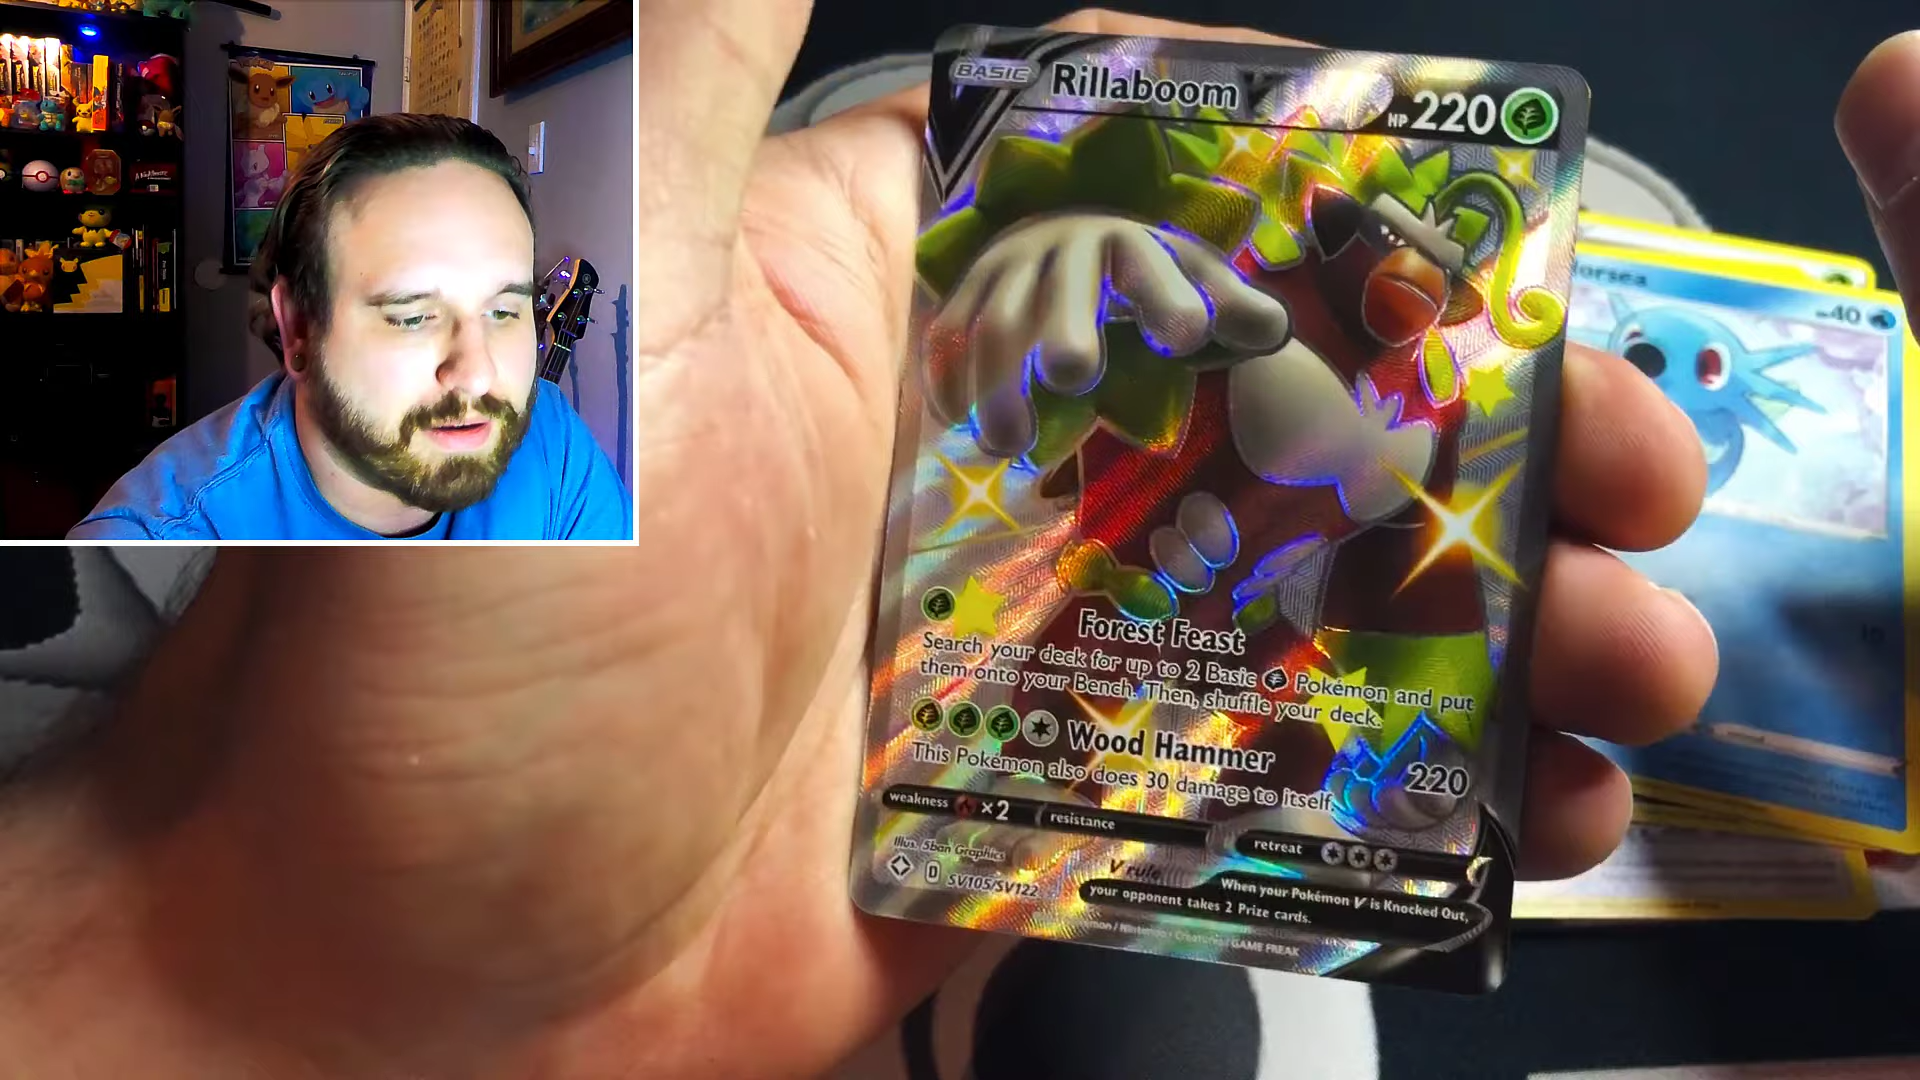 BASIC Rillaboom V HP 220
Forest Feast
Search your deck for up to 2 Basic Pokémon and put
them onto your Bench. Then, shuffle your deck.
Wood Hammer 220
This Pokémon also does 30 damage to itself.
weakness ×2 resistance retreat
Illus. 5ban Graphics
D SV105/SV122
V rule When your Pokémon V is Knocked Out,
your opponent takes 2 Prize cards.
GAME FREAK
HP 40